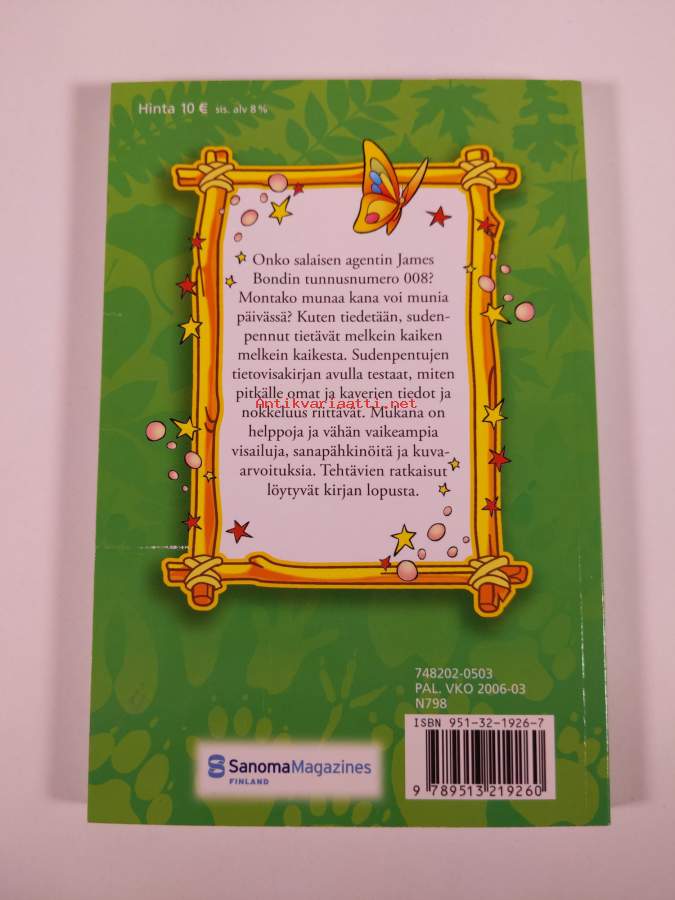 Hinta 10 € sis. alv 8 %
Onko salaisen agentin James
Bondin tunnusnumero 008?
Montako munaa kana voi munia
päivässä? Kuten tiedetään, suden-
pennut tietävät melkein kaiken
melkein kaikesta. Sudenpentujen
tietovisakirjan avulla testaat, miten
pitkälle omat ja kaverien tiedot ja
Antikvariaatti.net
nokkeluus riittävät. Mukana on
helppoja ja vähän vaikeampia
visailuja, sanapähkinöitä ja kuva-
arvoituksia. Tehtävien ratkaisut
löytyvät kirjan lopusta.
748202-0503
PAL. VKO 2006-03
N798
ISBN 951-32-1926-7
9 789513 219260
SanomaMagazines
FINLAND